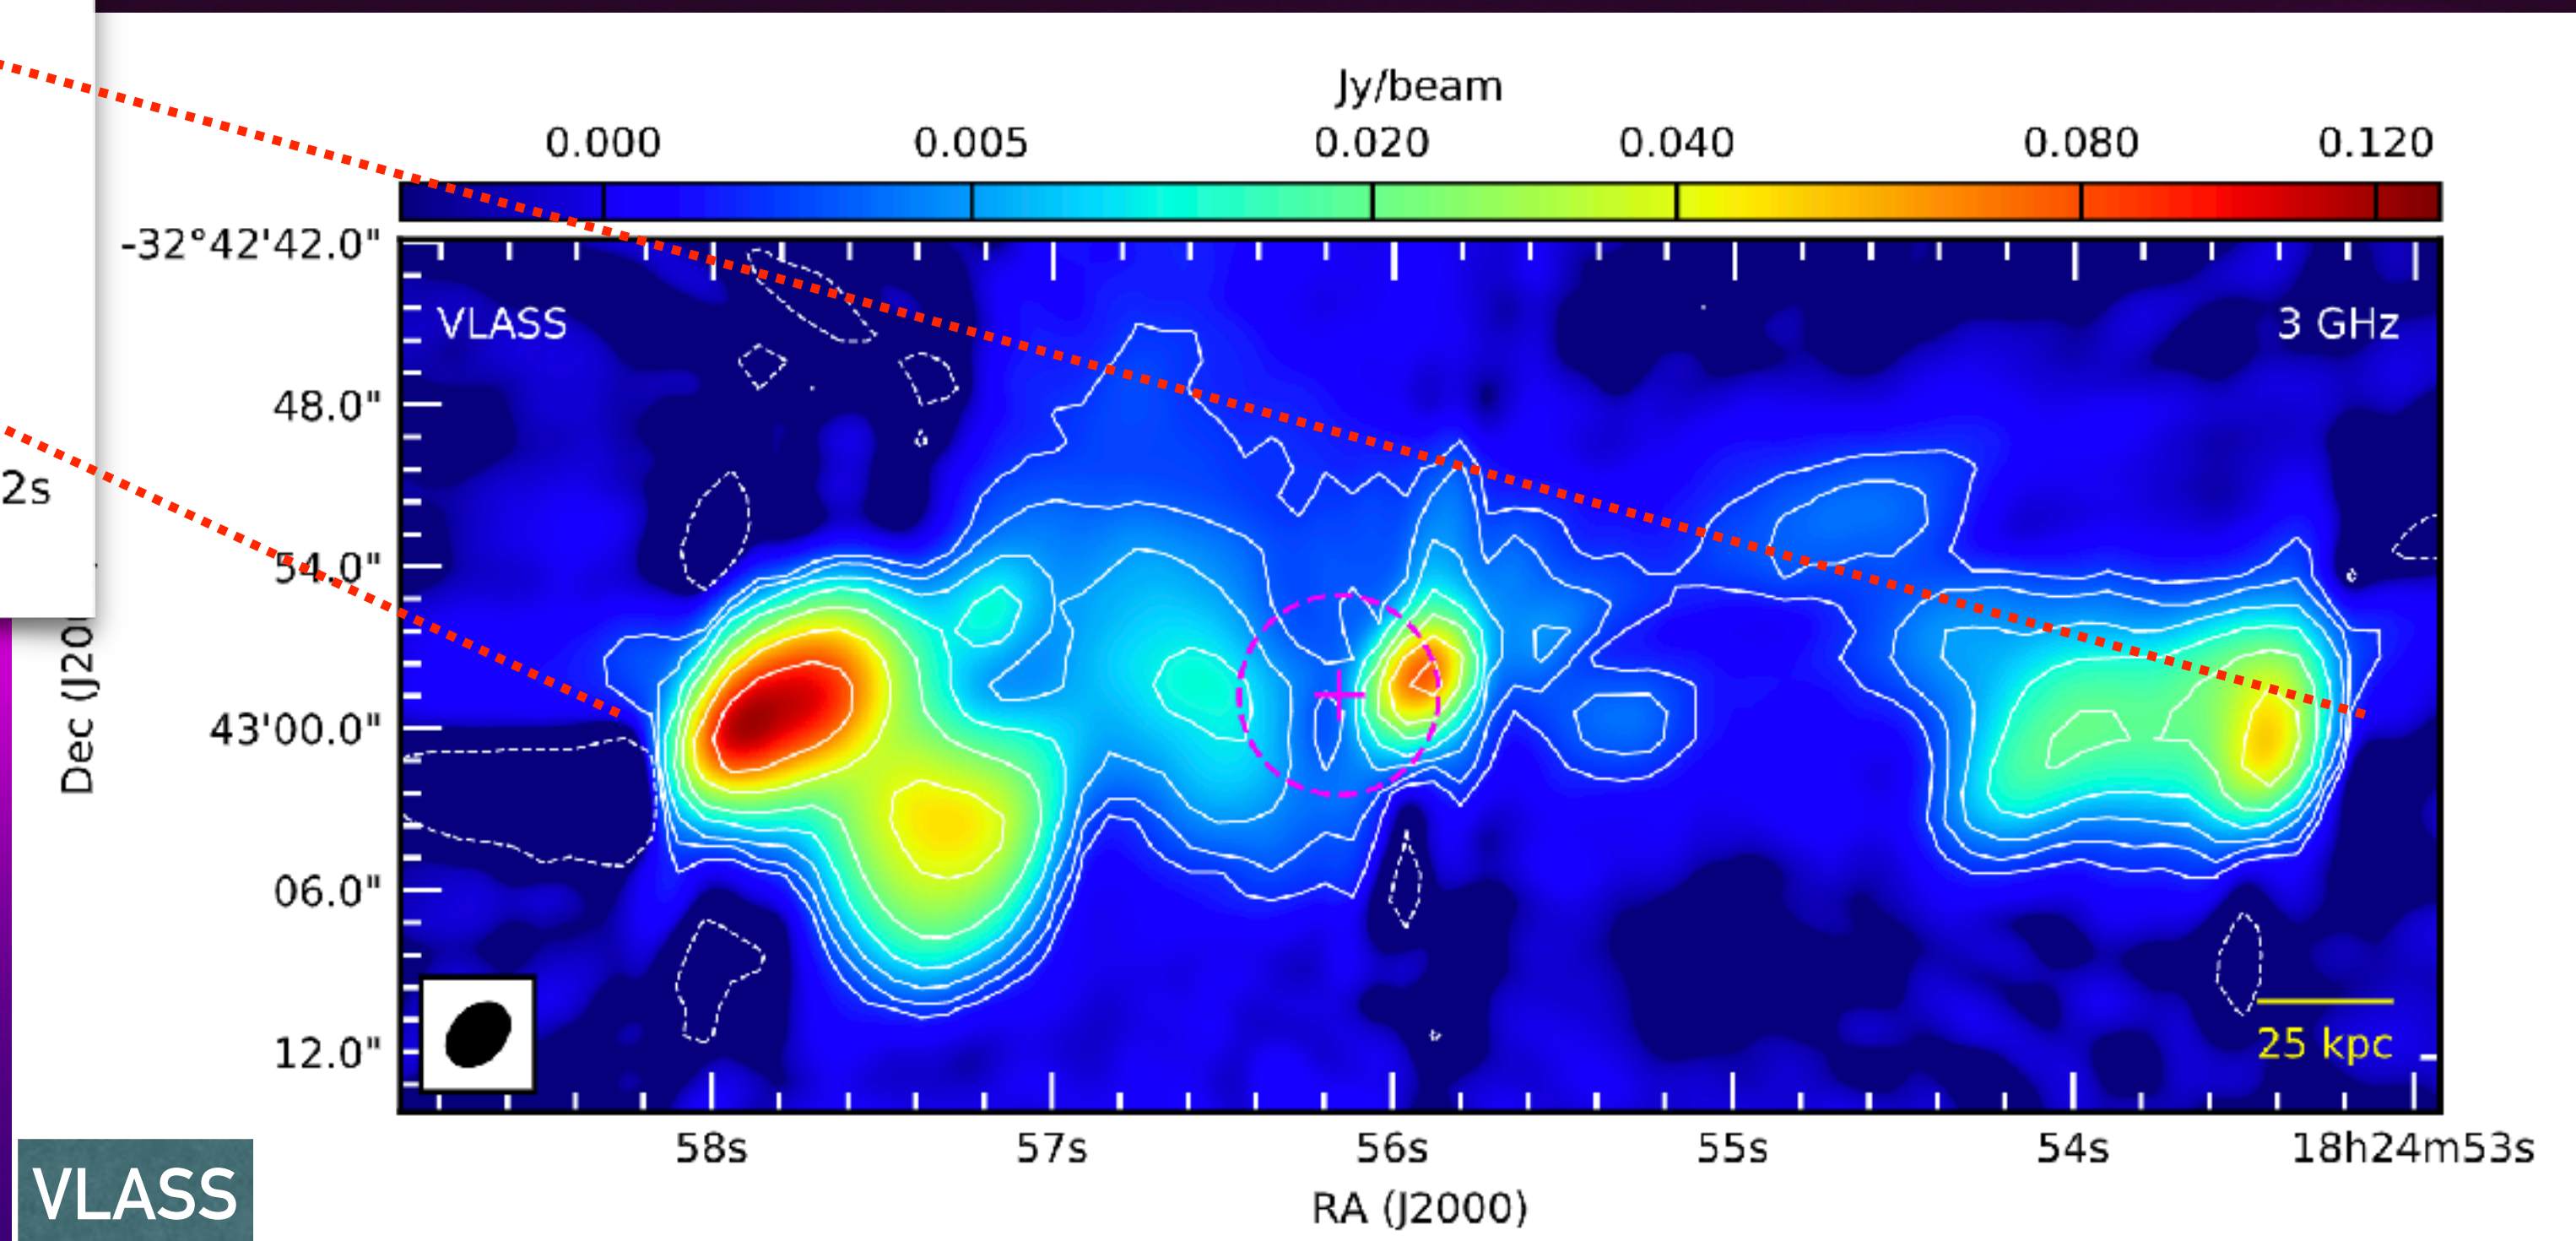 Jy/beam
0.000 0.005 0.020 0.040 0.080 0.120
-32°42'42.0"
VLASS 3 GHz
48.0"
2s
54.0"
43'00.0"
Dec (J20
06.0"
12.0"
25 kpc
58s 57s 56s 55s 54s 18h24m53s
RA (J2000)
VLASS